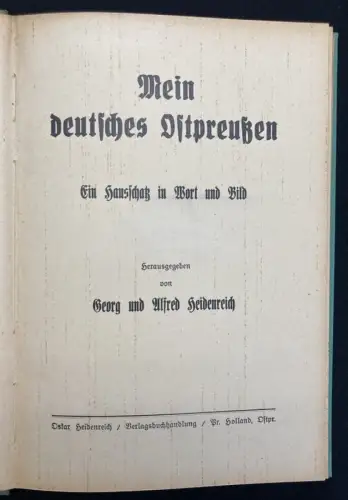 Mein
deutsches Ostpreußen
Ein Hausschatz in Wort und Bild
Herausgegeben
von
Georg und Alfred Heidenreich
Oskar Heidenreich / Verlagsbuchhandlung / Pr. Holland, Ostpr.